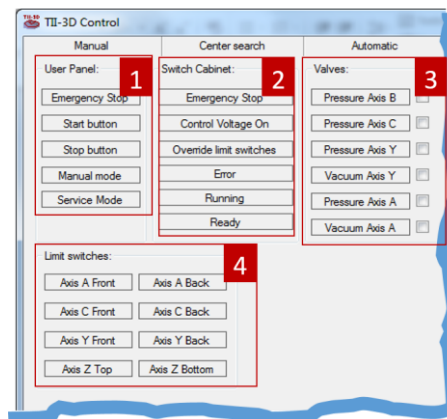 TII-3D Control
Manual
Center search
Automatic
User Panel:
1
Emergency Stop
Start button
Stop button
Manual mode
Service Mode
Switch Cabinet:
2
Emergency Stop
Control Voltage On
Override limit switches
Error
Running
Ready
Valves:
3
Pressure Axis B
Pressure Axis C
Pressure Axis Y
Vacuum Axis Y
Pressure Axis A
Vacuum Axis A
Limit switches:
4
Axis A Front
Axis A Back
Axis C Front
Axis C Back
Axis Y Front
Axis Y Back
Axis Z Top
Axis Z Bottom